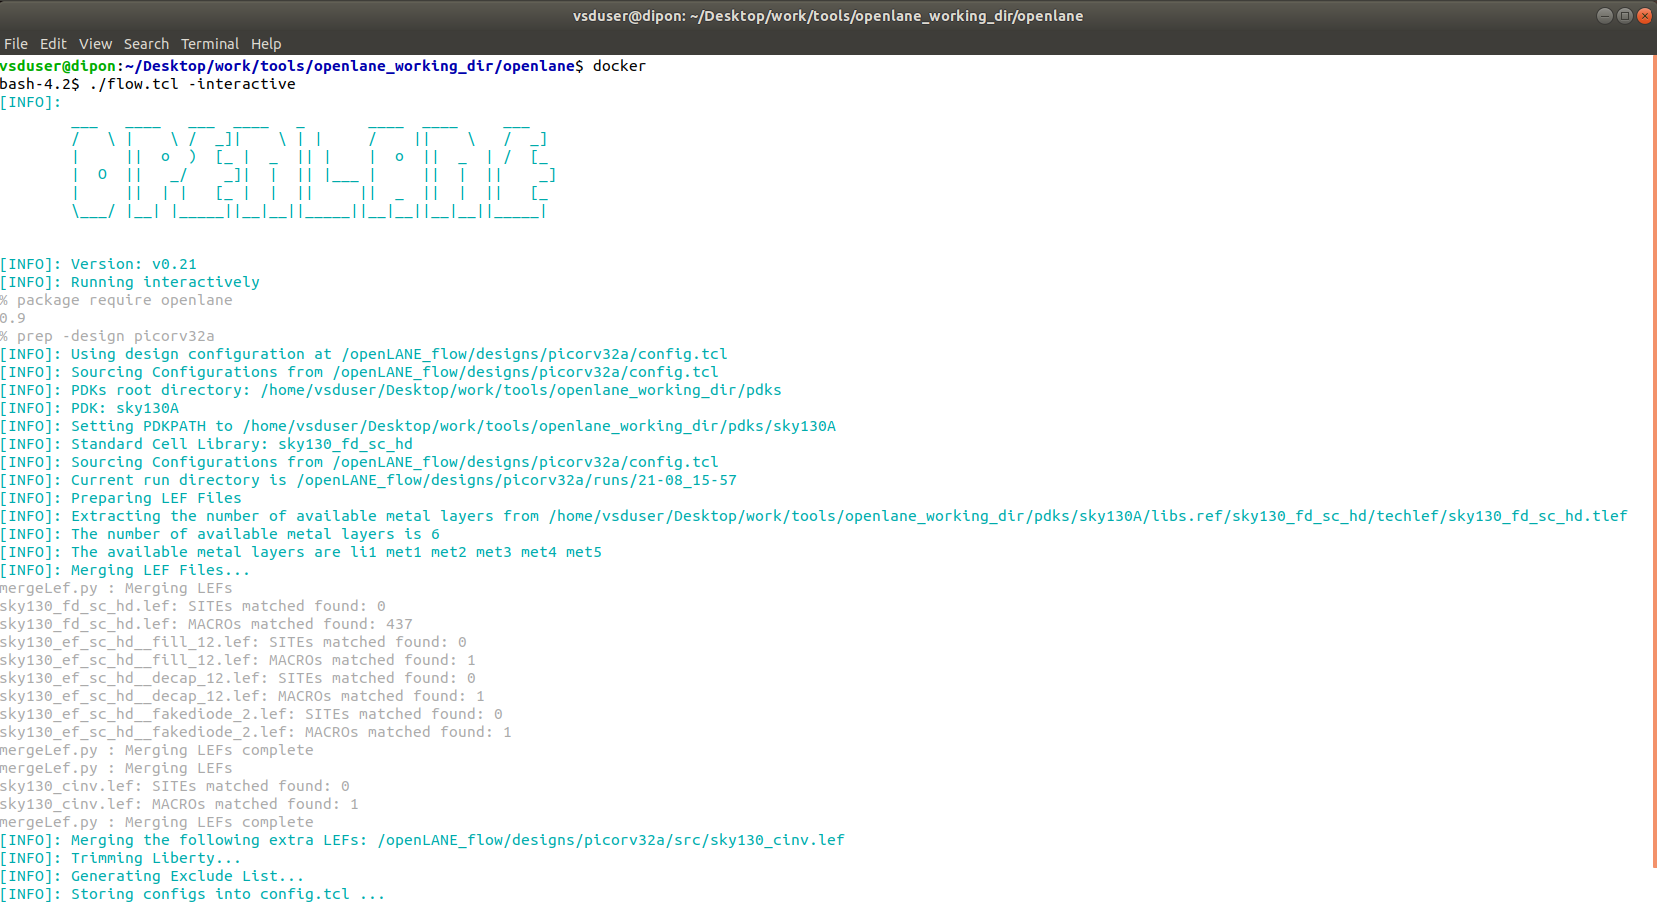 vsduser@dipon: ~/Desktop/work/tools/openlane_working_dir/openlane
File Edit View Search Terminal Help
vsduser@dipon:~/Desktop/work/tools/openlane_working_dir/openlane$ docker
bash-4.2$ ./flow.tcl -interactive
[INFO]:
OPENLANE
[INFO]: Version: v0.21
[INFO]: Running interactively
% package require openlane
0.9
% prep -design picorv32a
[INFO]: Using design configuration at /openLANE_flow/designs/picorv32a/config.tcl
[INFO]: Sourcing Configurations from /openLANE_flow/designs/picorv32a/config.tcl
[INFO]: PDKs root directory: /home/vsduser/Desktop/work/tools/openlane_working_dir/pdks
[INFO]: PDK: sky130A
[INFO]: Setting PDKPATH to /home/vsduser/Desktop/work/tools/openlane_working_dir/pdks/sky130A
[INFO]: Standard Cell Library: sky130_fd_sc_hd
[INFO]: Sourcing Configurations from /openLANE_flow/designs/picorv32a/config.tcl
[INFO]: Current run directory is /openLANE_flow/designs/picorv32a/runs/21-08_15-57
[INFO]: Preparing LEF Files
[INFO]: Extracting the number of available metal layers from /home/vsduser/Desktop/work/tools/openlane_working_dir/pdks/sky130A/libs.ref/sky130_fd_sc_hd/techlef/sky130_fd_sc_hd.tlef
[INFO]: The number of available metal layers is 6
[INFO]: The available metal layers are li1 met1 met2 met3 met4 met5
[INFO]: Merging LEF Files...
mergeLef.py : Merging LEFs
sky130_fd_sc_hd.lef: SITEs matched found: 0
sky130_fd_sc_hd.lef: MACROs matched found: 437
sky130_ef_sc_hd__fill_12.lef: SITEs matched found: 0
sky130_ef_sc_hd__fill_12.lef: MACROs matched found: 1
sky130_ef_sc_hd__decap_12.lef: SITEs matched found: 0
sky130_ef_sc_hd__decap_12.lef: MACROs matched found: 1
sky130_ef_sc_hd__fakediode_2.lef: SITEs matched found: 0
sky130_ef_sc_hd__fakediode_2.lef: MACROs matched found: 1
mergeLef.py : Merging LEFs complete
mergeLef.py : Merging LEFs
sky130_cinv.lef: SITEs matched found: 0
sky130_cinv.lef: MACROs matched found: 1
mergeLef.py : Merging LEFs complete
[INFO]: Merging the following extra LEFs: /openLANE_flow/designs/picorv32a/src/sky130_cinv.lef
[INFO]: Trimming Liberty...
[INFO]: Generating Exclude List...
[INFO]: Storing configs into config.tcl ...